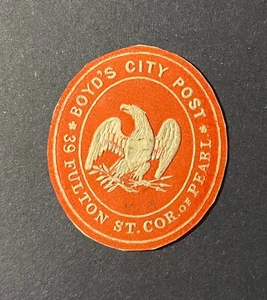 ★ BOYD'S CITY POST ★
39 FULTON ST. COR. OF PEARL